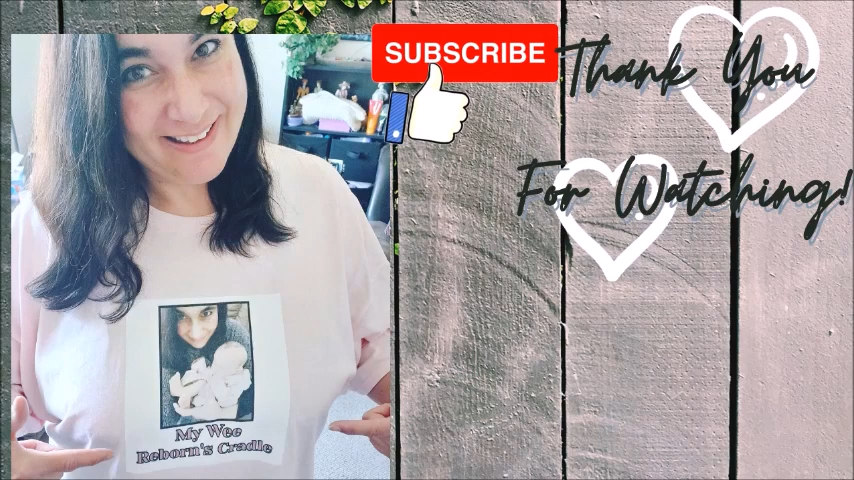 SUBSCRIBE
Thank You
For Watching!
My Wee
Reborn's Cradle